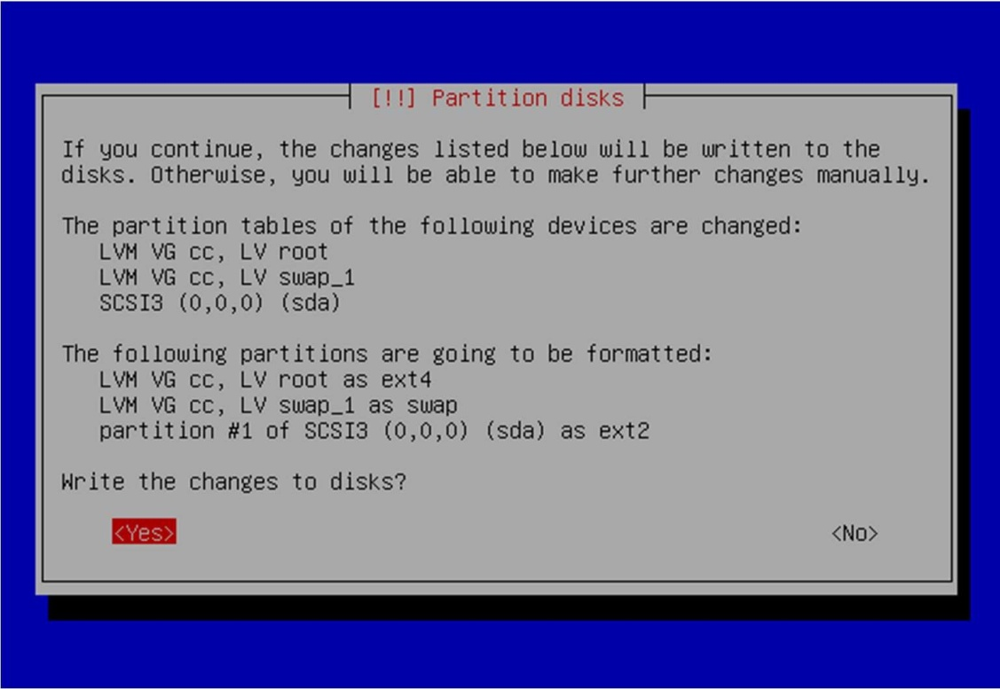 [!!] Partition disks
If you continue, the changes listed below will be written to the
disks. Otherwise, you will be able to make further changes manually.
The partition tables of the following devices are changed:
LVM VG cc, LV root
LVM VG cc, LV swap_1
SCSI3 (0,0,0) (sda)
The following partitions are going to be formatted:
LVM VG cc, LV root as ext4
LVM VG cc, LV swap_1 as swap
partition #1 of SCSI3 (0,0,0) (sda) as ext2
Write the changes to disks?
<Yes> <No>